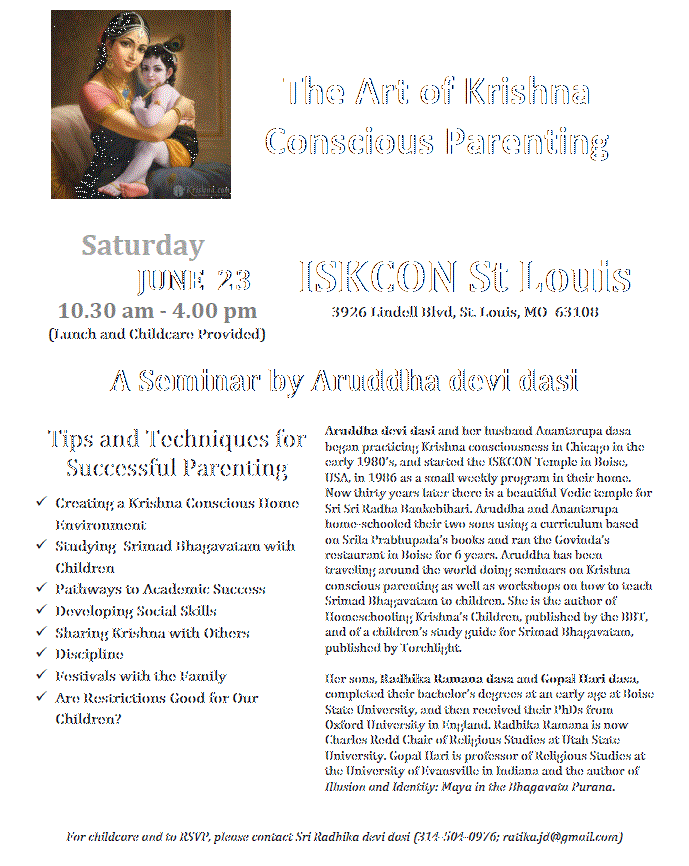 Krishna.com
The Art of Krishna
Conscious Parenting
Saturday
JUNE 23
10.30 am - 4.00 pm
(Lunch and Childcare Provided)
ISKCON St Louis
3926 Lindell Blvd, St. Louis, MO 63108
A Seminar by Aruddha devi dasi
Tips and Techniques for
Successful Parenting
✓ Creating a Krishna Conscious Home
Environment
✓ Studying Srimad Bhagavatam with
Children
✓ Pathways to Academic Success
✓ Developing Social Skills
✓ Sharing Krishna with Others
✓ Discipline
✓ Festivals with the Family
✓ Are Restrictions Good for Our
Children?
Aruddha devi dasi and her husband Anantarupa dasa
began practicing Krishna consciousness in Chicago in the
early 1980's, and started the ISKCON Temple in Boise,
USA, in 1986 as a small weekly program in their home.
Now thirty years later there is a beautiful Vedic temple for
Sri Sri Radha Bankebihari. Aruddha and Anantarupa
home-schooled their two sons using a curriculum based
on Srila Prabhupada's books and ran the Govinda's
restaurant in Boise for 6 years. Aruddha has been
traveling around the world doing seminars on Krishna
conscious parenting as well as workshops on how to teach
Srimad Bhagavatam to children. She is the author of
Homeschooling Krishna's Children, published by the BBT,
and of a children's study guide for Srimad Bhagavatam,
published by Torchlight.
Her sons, Radhika Ramana dasa and Gopal Hari dasa,
completed their bachelor's degrees at an early age at Boise
State University, and then received their PhDs from
Oxford University in England. Radhika Ramana is now
Charles Redd Chair of Religious Studies at Utah State
University. Gopal Hari is professor of Religious Studies at
the University of Evansville in Indiana and the author of
Illusion and Identity: Maya in the Bhagavata Purana.
For childcare and to RSVP, please contact Sri Radhika devi dasi (314-504-0976; ratika.jd@gmail.com)